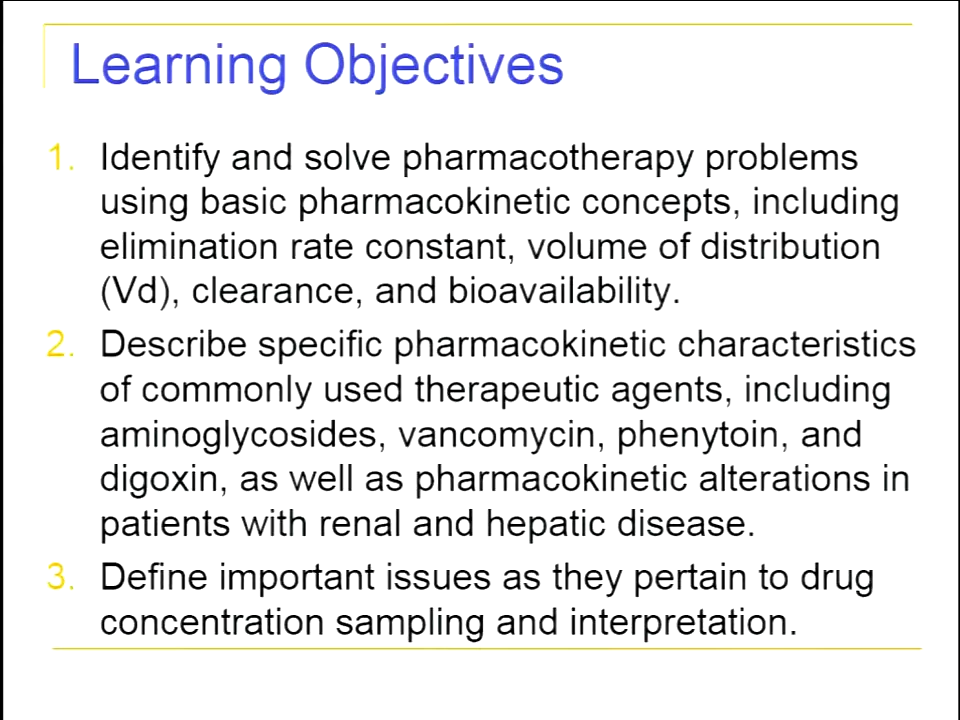 Learning Objectives
1. Identify and solve pharmacotherapy problems
using basic pharmacokinetic concepts, including
elimination rate constant, volume of distribution
(Vd), clearance, and bioavailability.
2. Describe specific pharmacokinetic characteristics
of commonly used therapeutic agents, including
aminoglycosides, vancomycin, phenytoin, and
digoxin, as well as pharmacokinetic alterations in
patients with renal and hepatic disease.
3. Define important issues as they pertain to drug
concentration sampling and interpretation.